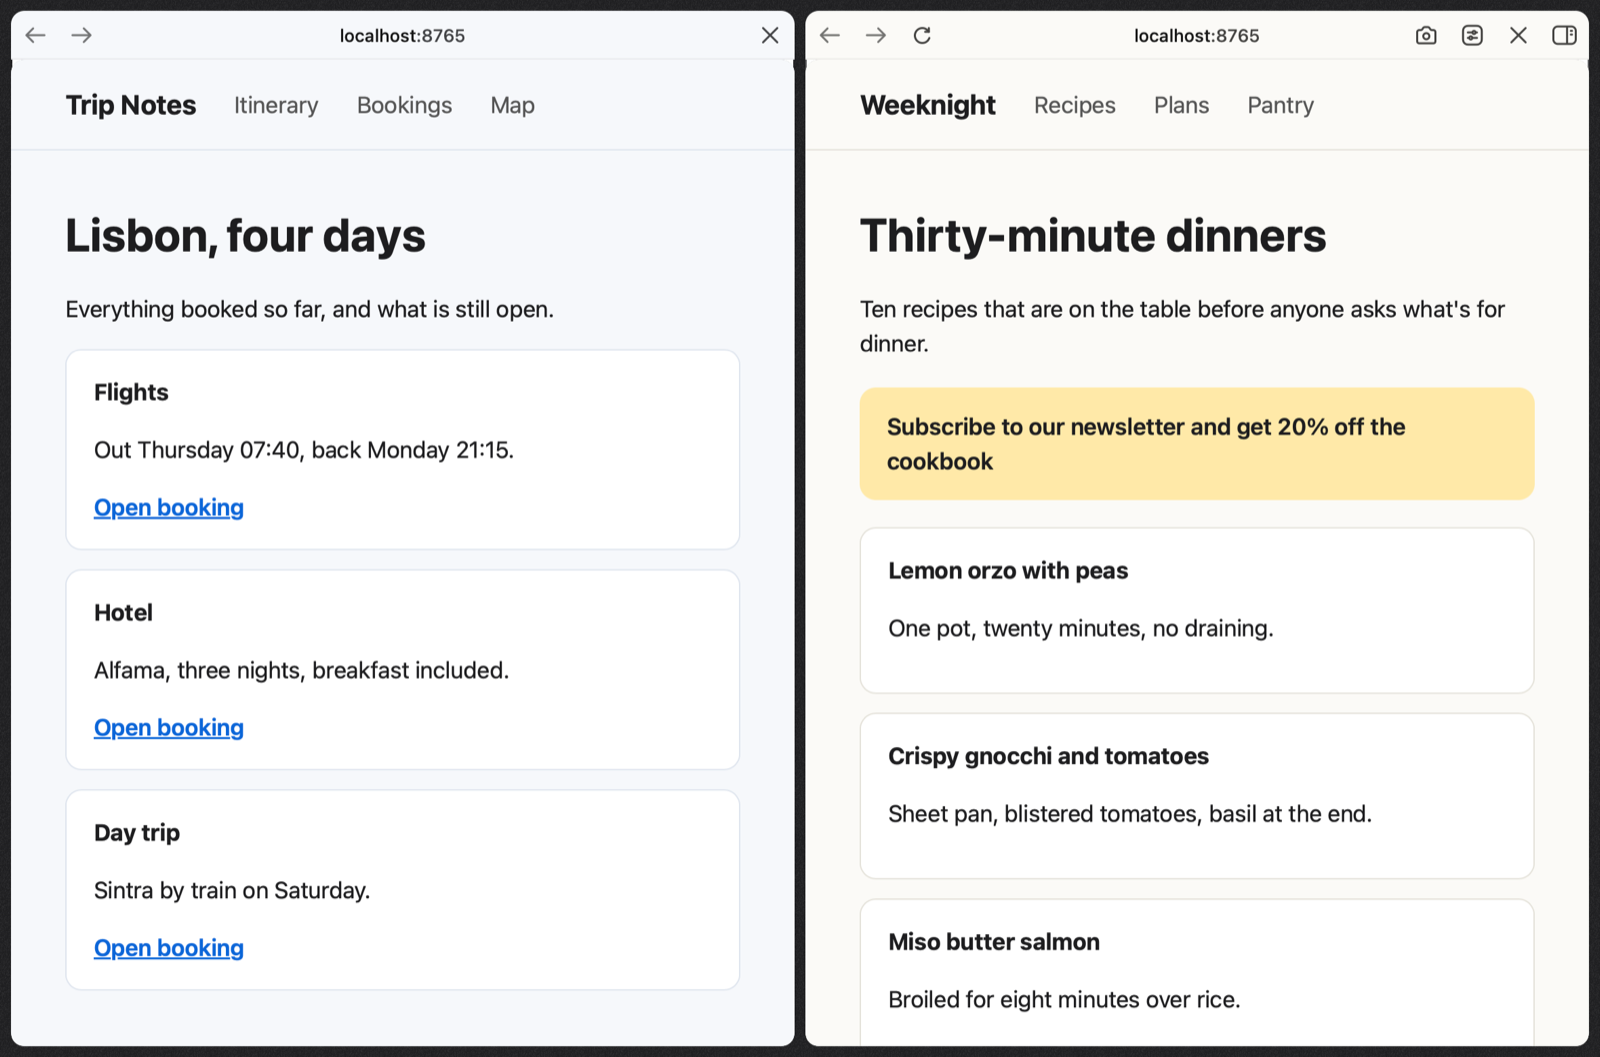 localhost:8765
Trip Notes Itinerary Bookings Map
Lisbon, four days
Everything booked so far, and what is still open.
Flights
Out Thursday 07:40, back Monday 21:15.
Open booking
Hotel
Alfama, three nights, breakfast included.
Open booking
Day trip
Sintra by train on Saturday.
Open booking
localhost:8765
Weeknight Recipes Plans Pantry
Thirty-minute dinners
Ten recipes that are on the table before anyone asks what's for
dinner.
Subscribe to our newsletter and get 20% off the
cookbook
Lemon orzo with peas
One pot, twenty minutes, no draining.
Crispy gnocchi and tomatoes
Sheet pan, blistered tomatoes, basil at the end.
Miso butter salmon
Broiled for eight minutes over rice.